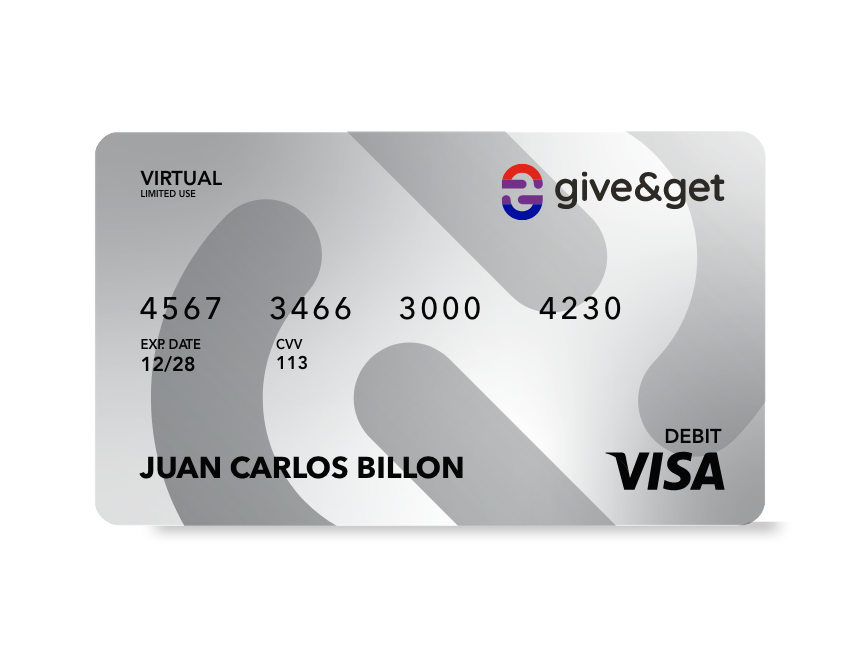 VIRTUAL
LIMITED USE
give&get
4567 3466 3000 4230
EXP. DATE CVV
12/28 113
JUAN CARLOS BILLON
DEBIT
VISA